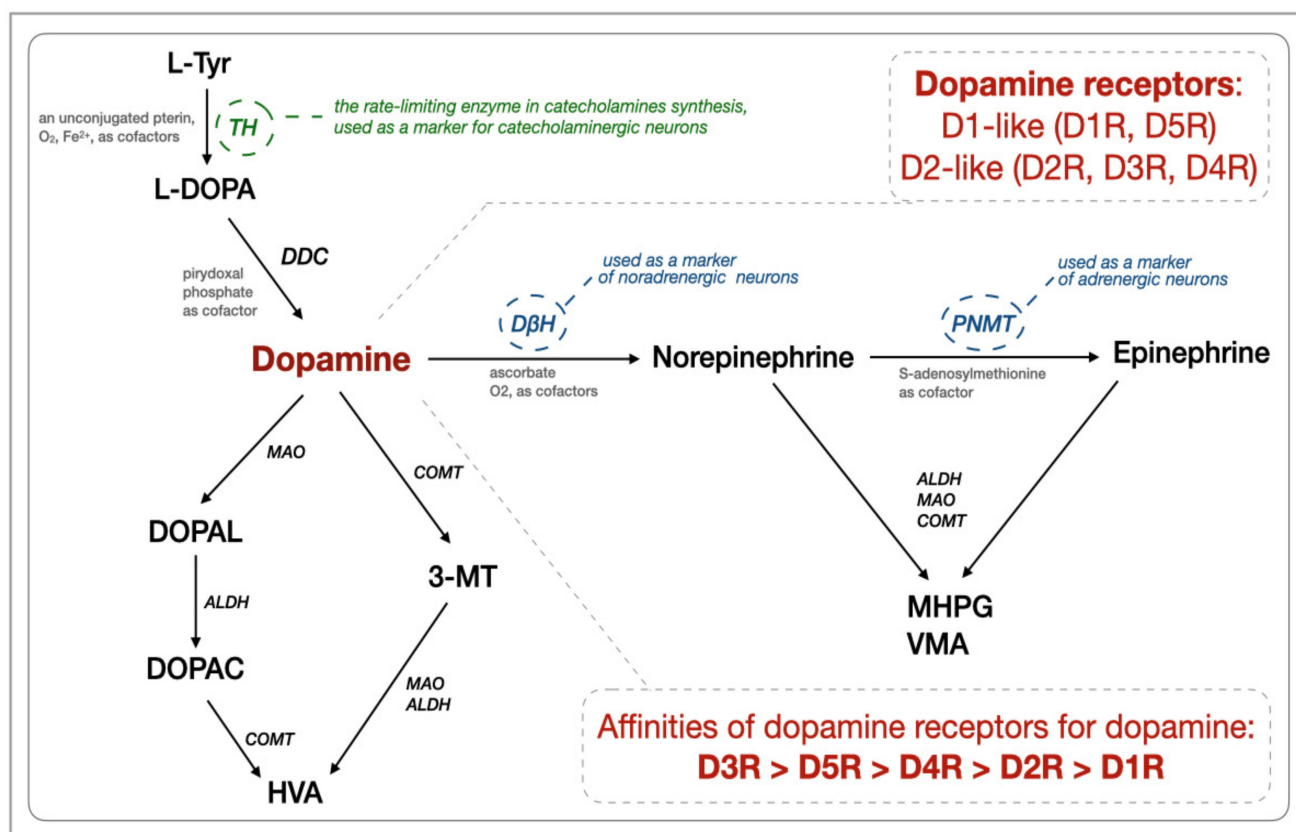 L-Tyr
an unconjugated pterin,
O₂, Fe²⁺, as cofactors
TH
the rate-limiting enzyme in catecholamines synthesis,
used as a marker for catecholaminergic neurons
Dopamine receptors:
D1-like (D1R, D5R)
D2-like (D2R, D3R, D4R)
L-DOPA
DDC
pirydoxal
phosphate
as cofactor
used as a marker
of noradrenergic neurons
used as a marker
of adrenergic neurons
DβH
PNMT
Dopamine
Norepinephrine
Epinephrine
ascorbate
O2, as cofactors
S-adenosylmethionine
as cofactor
MAO
COMT
ALDH
MAO
COMT
DOPAL
3-MT
ALDH
MHPG
VMA
DOPAC
MAO
ALDH
COMT
HVA
Affinities of dopamine receptors for dopamine:
D3R > D5R > D4R > D2R > D1R